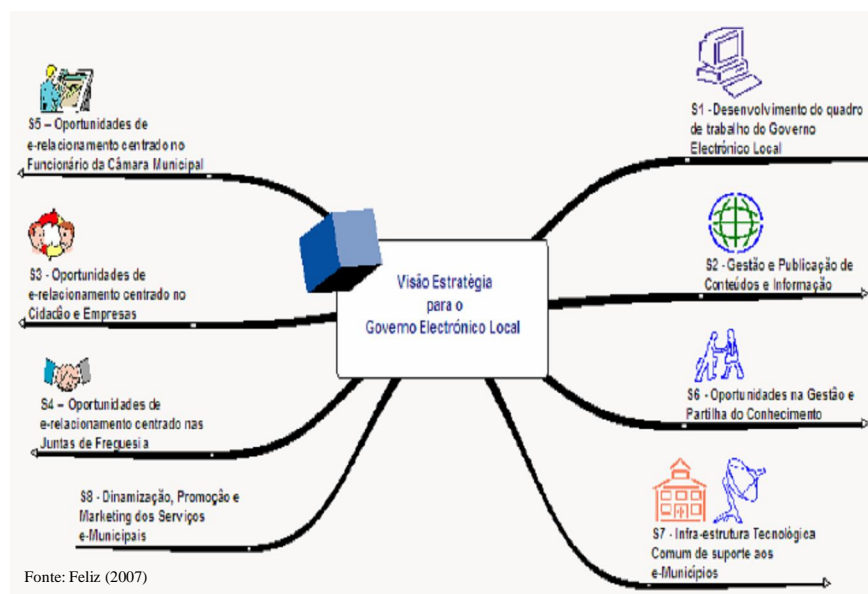 S5 – Oportunidades de
e-relacionamento centrado no
Funcionário da Câmara Municipal
S3 - Oportunidades de
e-relacionamento centrado no
Cidadão e Empresas
S4 – Oportunidades de
e-relacionamento centrado nas
Juntas de Freguesia
S8 - Dinamização, Promoção e
Marketing dos Serviços
e-Municipais
Visão Estratégia
para o
Governo Electrónico Local
S1 - Desenvolvimento do quadro
de trabalho do Governo
Electrónico Local
S2 - Gestão e Publicação de
Conteúdos e Informação
S6 - Oportunidades na Gestão e
Partilha do Conhecimento
S7 - Infra-estrutura Tecnológica
Comum de suporte aos
e-Municípios
Fonte: Feliz (2007)